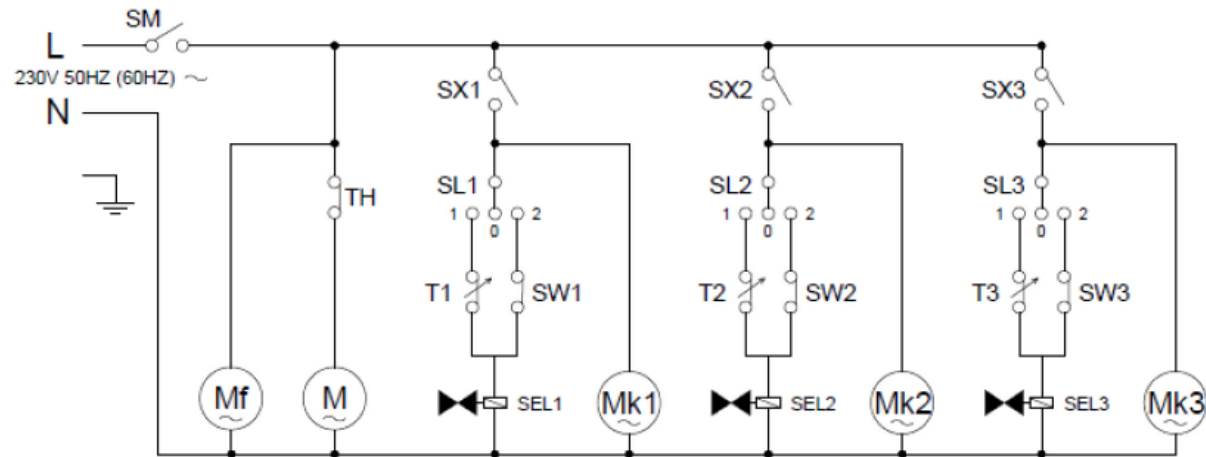 SM
L
230V 50HZ (60HZ) ~
N
SX1 SX2 SX3
TH
SL1 SL2 SL3
1 0 2 1 0 2 1 0 2
T1 SW1 T2 SW2 T3 SW3
Mf M SEL1 Mk1 SEL2 Mk2 SEL3 Mk3